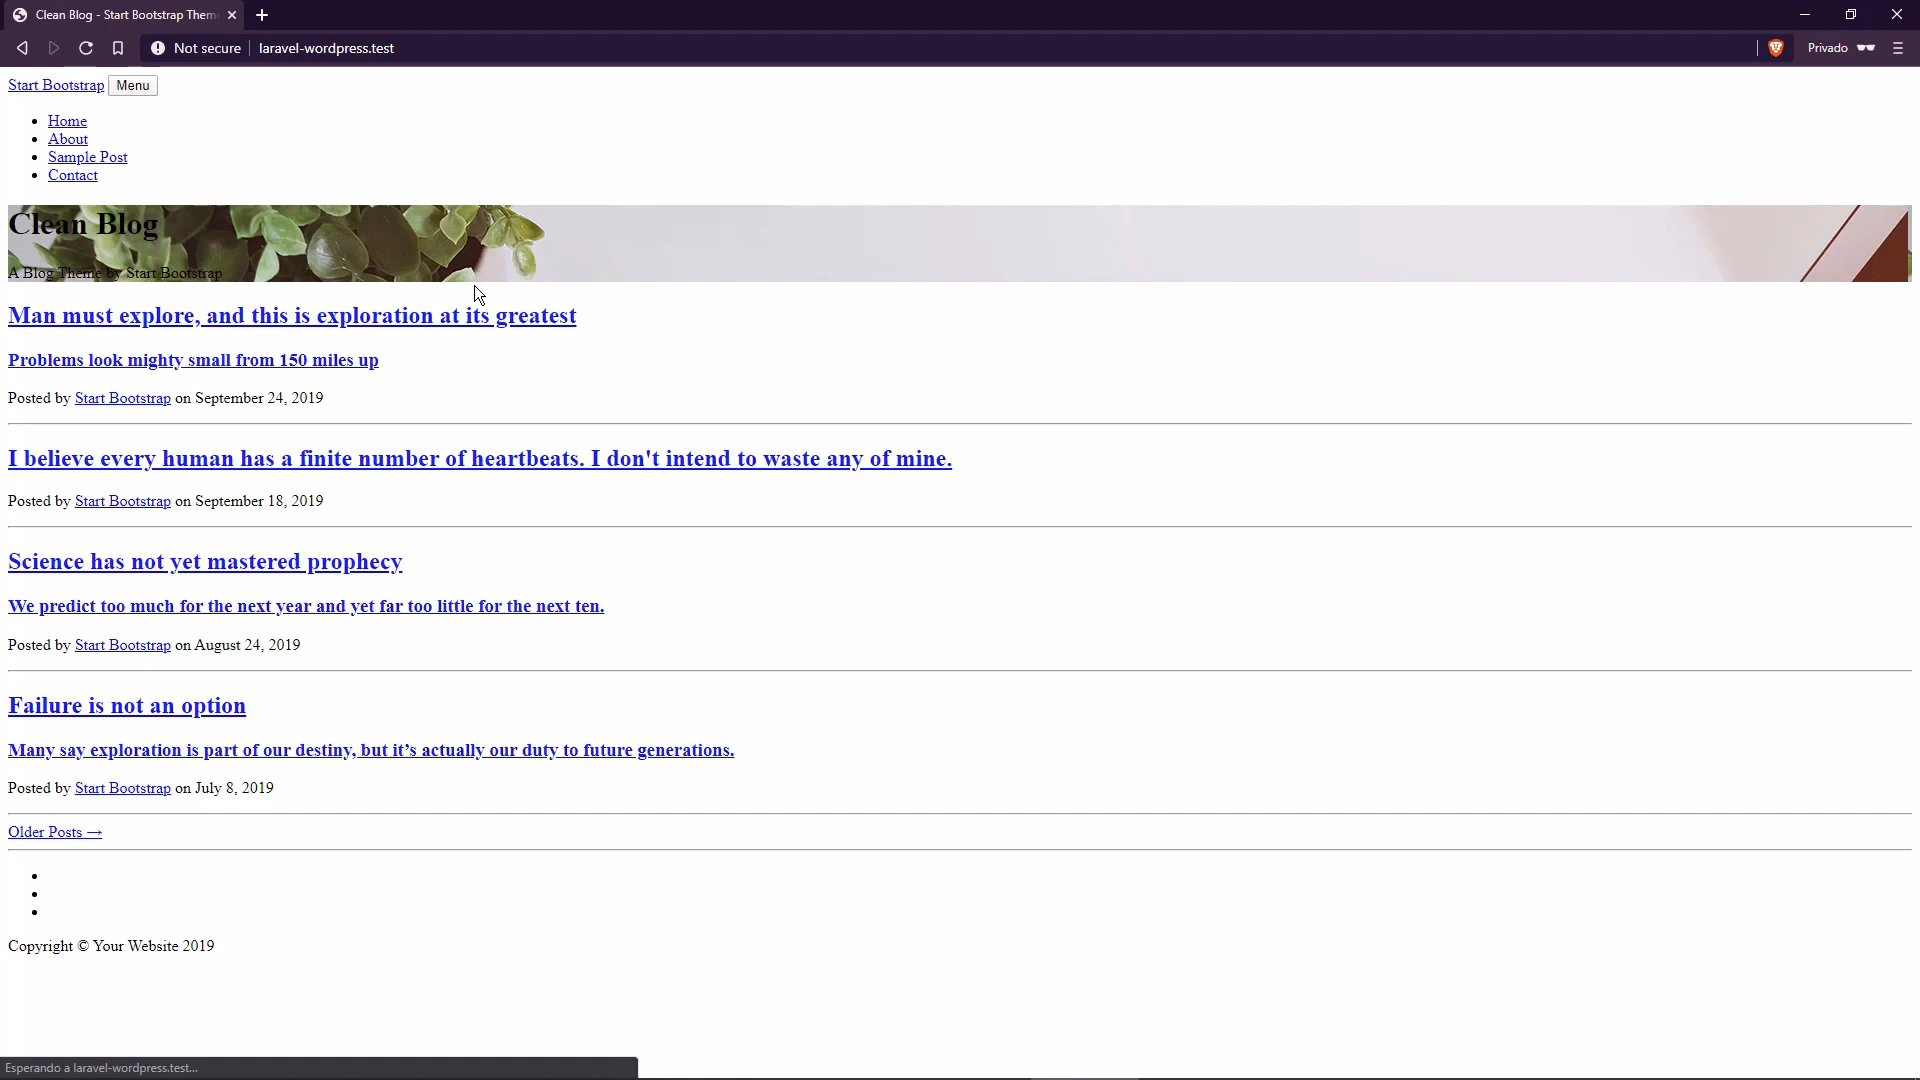 Clean Blog - Start Bootstrap Them
Not secure
laravel-wordpress.test
Privado
Start Bootstrap Menu
Home
About
Sample Post
Contact
Clean Blog
A Blog Theme by Start Bootstrap
Man must explore, and this is exploration at its greatest
Problems look mighty small from 150 miles up
Posted by Start Bootstrap on September 24, 2019
I believe every human has a finite number of heartbeats. I don't intend to waste any of mine.
Posted by Start Bootstrap on September 18, 2019
Science has not yet mastered prophecy
We predict too much for the next year and yet far too little for the next ten.
Posted by Start Bootstrap on August 24, 2019
Failure is not an option
Many say exploration is part of our destiny, but it’s actually our duty to future generations.
Posted by Start Bootstrap on July 8, 2019
Older Posts →
Copyright © Your Website 2019
Esperando a laravel-wordpress.test...